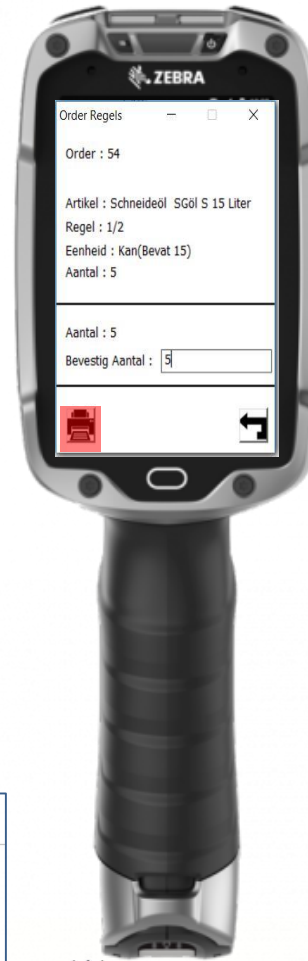 ZEBRA
Order Regels
Order : 54
Artikel : Schneideöl SGöl S 15 Liter
Regel : 1/2
Eenheid : Kan(Bevat 15)
Aantal : 5
Aantal : 5
Bevestig Aantal : 5